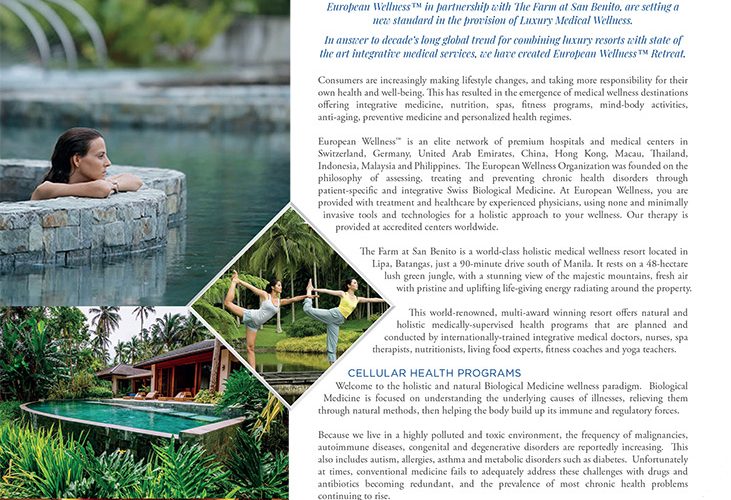 European Wellness™ in partnership with The Farm at San Benito, are setting a
new standard in the provision of Luxury Medical Wellness.
In answer to decade's long global trend for combining luxury resorts with state of
the art integrative medical services, we have created European Wellness™ Retreat.
Consumers are increasingly making lifestyle changes, and taking more responsibility for their
own health and well-being. This has resulted in the emergence of medical wellness destinations
offering integrative medicine, nutrition, spas, fitness programs, mind-body activities,
anti-aging, preventive medicine and personalized health regimes.
European Wellness™ is an elite network of premium hospitals and medical centers in
Switzerland, Germany, United Arab Emirates, China, Hong Kong, Macau, Thailand,
Indonesia, Malaysia and Philippines. The European Wellness Organization was founded on the
philosophy of assessing, treating and preventing chronic health disorders through
patient-specific and integrative Swiss Biological Medicine. At European Wellness, you are
provided with treatment and healthcare by experienced physicians, using none and minimally
invasive tools and technologies for a holistic approach to your wellness. Our therapy is
provided at accredited centers worldwide.
The Farm at San Benito is a world-class holistic medical wellness resort located in
Lipa, Batangas, just a 90-minute drive south of Manila. It rests on a 48-hectare
lush green jungle, with a stunning view of the majestic mountains, fresh air
with pristine and uplifting life-giving energy radiating around the property.
This world-renowned, multi-award winning resort offers natural and
holistic medically-supervised health programs that are planned and
conducted by internationally-trained integrative medical doctors, nurses, spa
therapists, nutritionists, living food experts, fitness coaches and yoga teachers.
CELLULAR HEALTH PROGRAMS
Welcome to the holistic and natural Biological Medicine wellness paradigm. Biological
Medicine is focused on understanding the underlying causes of illnesses, relieving them
through natural methods, then helping the body build up its immune and regulatory forces.
Because we live in a highly polluted and toxic environment, the frequency of malignancies,
autoimmune diseases, congenital and degenerative disorders are reportedly increasing. This
also includes autism, allergies, asthma and metabolic disorders such as diabetes. Unfortunately
at times, conventional medicine fails to adequately address these challenges with drugs and
antibiotics becoming redundant, and the prevalence of most chronic health problems
continuing to rise.